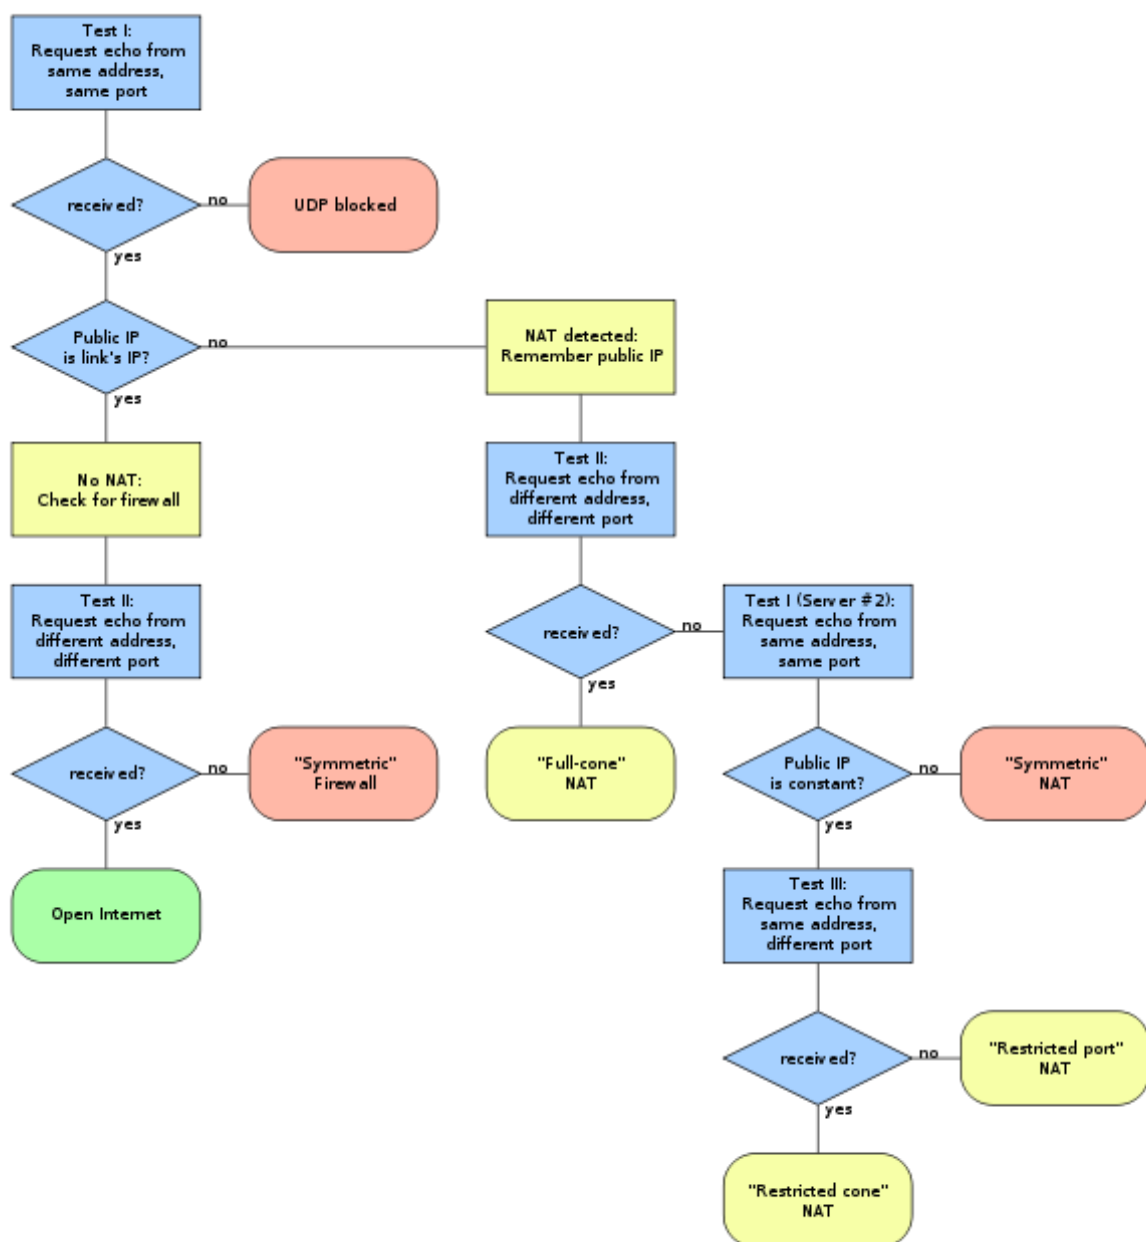 Test I:
Request echo from
same address,
same port
received?
no
UDP blocked
yes
Public IP
is link's IP?
no
NAT detected:
Remember public IP
yes
No NAT:
Check for firewall
Test II:
Request echo from
different address,
different port
Test II:
Request echo from
different address,
different port
received?
no
Test I (Server #2):
Request echo from
same address,
same port
yes
received?
no
"Symmetric"
Firewall
"Full-cone"
NAT
Public IP
is constant?
no
"Symmetric"
NAT
yes
yes
Open Internet
Test III:
Request echo from
same address,
different port
received?
no
"Restricted port"
NAT
yes
"Restricted cone"
NAT